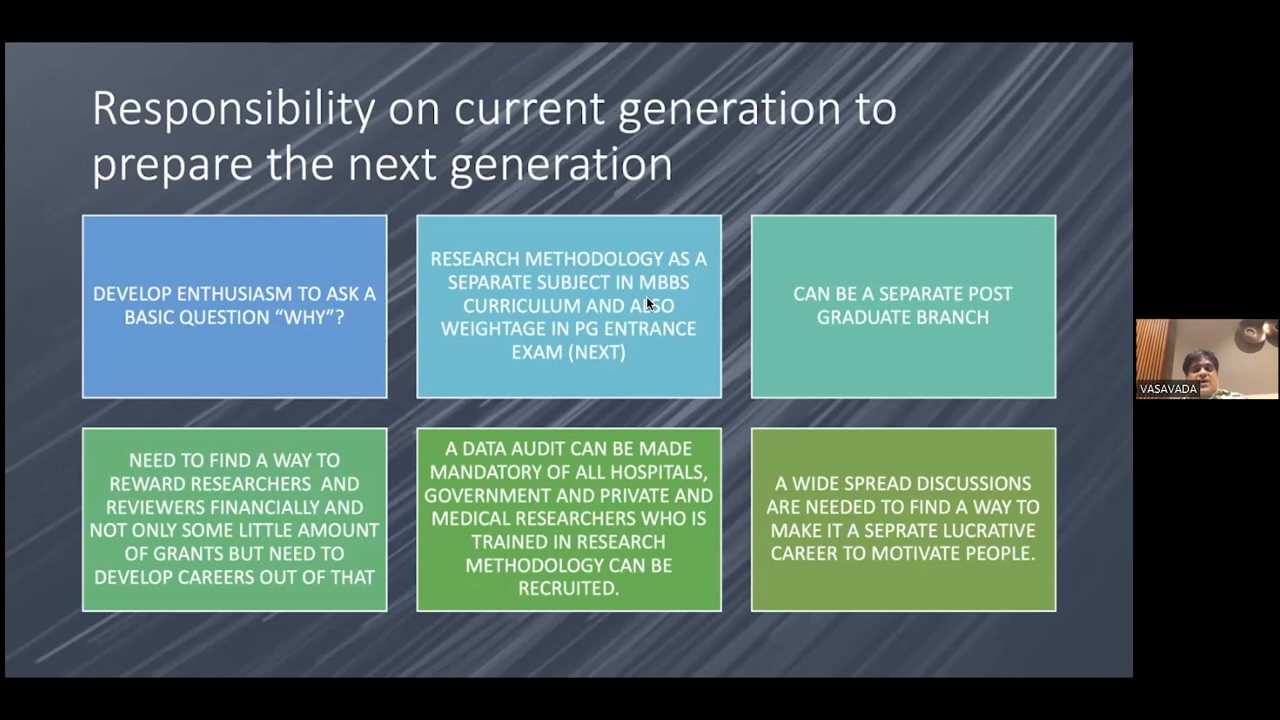 Responsibility on current generation to
prepare the next generation
DEVELOP ENTHUSIASM TO ASK A
BASIC QUESTION “WHY”?
RESEARCH METHODOLOGY AS A
SEPARATE SUBJECT IN MBBS
CURRICULUM AND ALSO
WEIGHTAGE IN PG ENTRANCE
EXAM (NEXT)
CAN BE A SEPARATE POST
GRADUATE BRANCH
NEED TO FIND A WAY TO
REWARD RESEARCHERS AND
REVIEWERS FINANCIALLY AND
NOT ONLY SOME LITTLE AMOUNT
OF GRANTS BUT NEED TO
DEVELOP CAREERS OUT OF THAT
A DATA AUDIT CAN BE MADE
MANDATORY OF ALL HOSPITALS,
GOVERNMENT AND PRIVATE AND
MEDICAL RESEARCHERS WHO IS
TRAINED IN RESEARCH
METHODOLOGY CAN BE
RECRUITED.
A WIDE SPREAD DISCUSSIONS
ARE NEEDED TO FIND A WAY TO
MAKE IT A SEPRATE LUCRATIVE
CAREER TO MOTIVATE PEOPLE.
VASAVADA